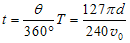 t = θ/360° T = 127πd/240v₀